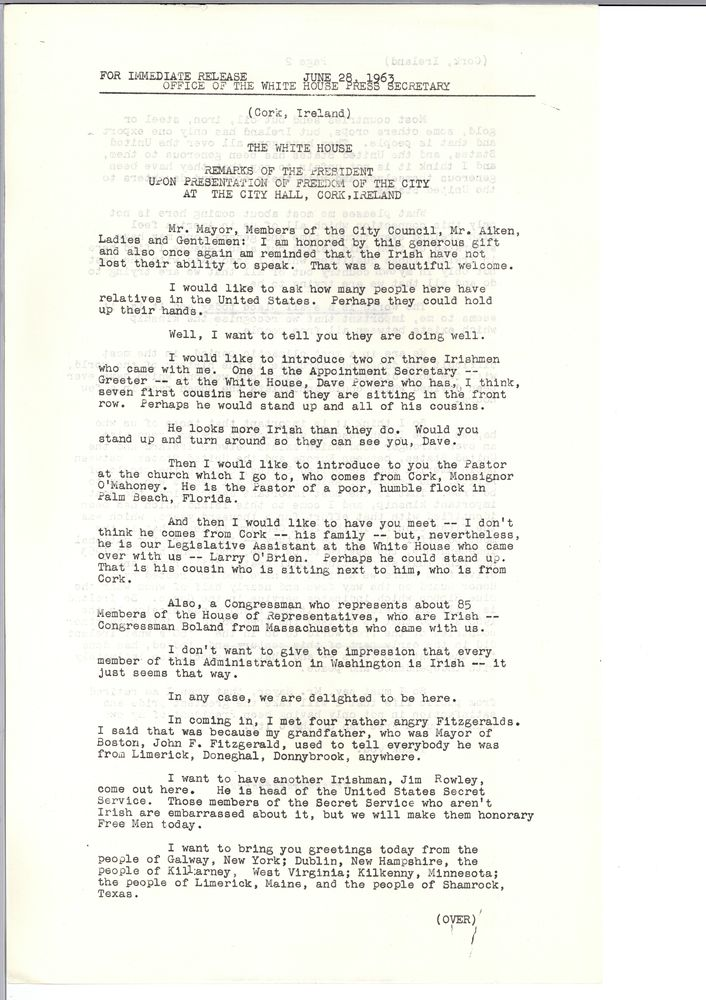 FOR IMMEDIATE RELEASE JUNE 28, 1963
OFFICE OF THE WHITE HOUSE PRESS SECRETARY
(Cork, Ireland)
THE WHITE HOUSE
REMARKS OF THE PRESIDENT
UPON PRESENTATION OF FREEDOM OF THE CITY
AT THE CITY HALL, CORK,IRELAND
Mr. Mayor, Members of the City Council, Mr. Aiken,
Ladies and Gentlemen: I am honored by this generous gift
and also once again am reminded that the Irish have not
lost their ability to speak. That was a beautiful welcome.
I would like to ask how many people here have
relatives in the United States. Perhaps they could hold
up their hands.
Well, I want to tell you they are doing well.
I would like to introduce two or three Irishmen
who came with me. One is the Appointment Secretary --
Greeter -- at the White House, Dave Powers who has, I think,
seven first cousins here and they are sitting in the front
row. Perhaps he would stand up and all of his cousins.
He looks more Irish than they do. Would you
stand up and turn around so they can see you, Dave.
Then I would like to introduce to you the Pastor
at the church which I go to, who comes from Cork, Monsignor
O'Mahoney. He is the Pastor of a poor, humble flock in
Palm Beach, Florida.
And then I would like to have you meet -- I don't
think he comes from Cork -- his family -- but, nevertheless,
he is our Legislative Assistant at the White House who came
over with us -- Larry O'Brien. Perhaps he could stand up.
That is his cousin who is sitting next to him, who is from
Cork.
Also, a Congressman who represents about 85
Members of the House of Representatives, who are Irish --
Congressman Boland from Massachusetts who came with us.
I don't want to give the impression that every
member of this Administration in Washington is Irish -- it
just seems that way.
In any case, we are delighted to be here.
In coming in, I met four rather angry Fitzgeralds.
I said that was because my grandfather, who was Mayor of
Boston, John F. Fitzgerald, used to tell everybody he was
from Limerick, Doneghal, Donnybrook, anywhere.
I want to have another Irishman, Jim Rowley,
come out here. He is head of the United States Secret
Service. Those members of the Secret Service who aren't
Irish are embarrassed about it, but we will make them honorary
Free Men today.
I want to bring you greetings today from the
people of Galway, New York; Dublin, New Hampshire, the
people of Killarney, West Virginia; Kilkenny, Minnesota;
the people of Limerick, Maine, and the people of Shamrock,
Texas.
(OVER)